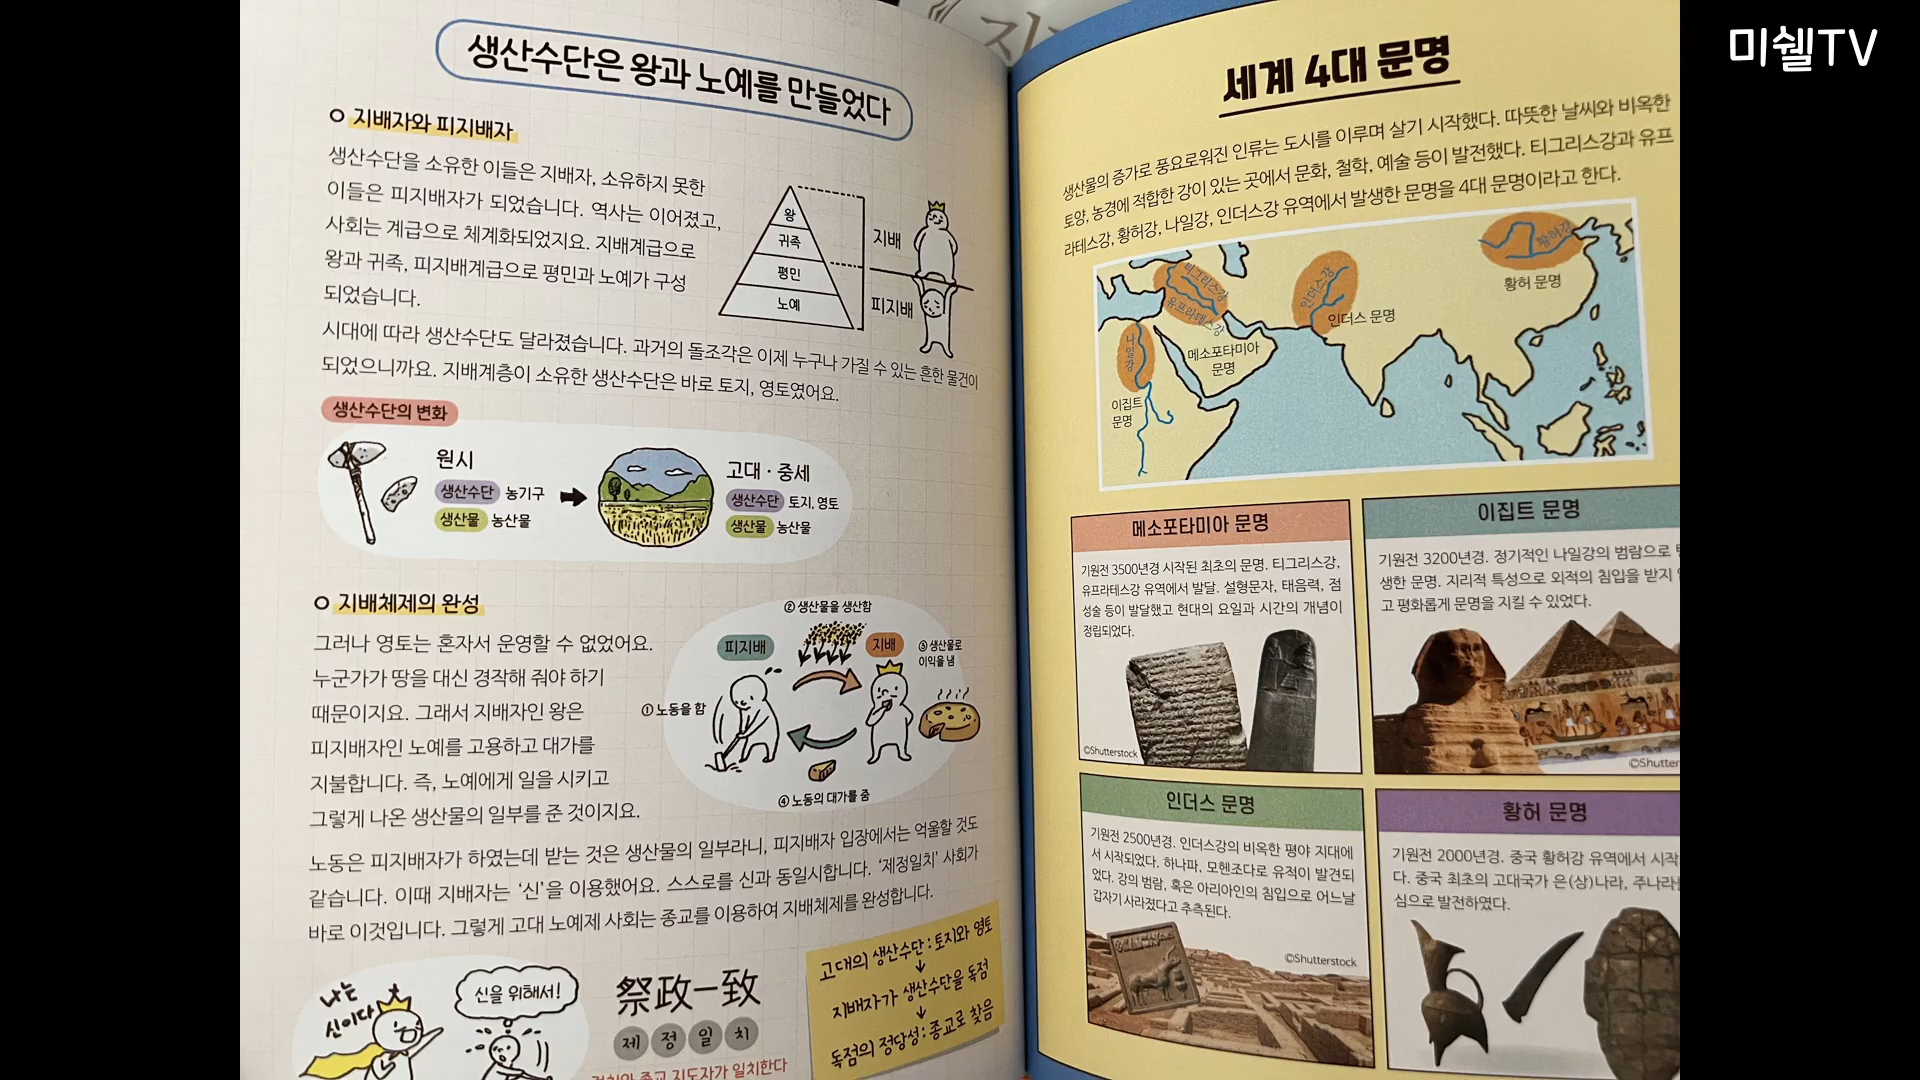 미쉘TV
생산수단은 왕과 노예를 만들었다
지배자와 피지배자
생산수단을 소유한 이들은 지배자, 소유하지 못한
이들은 피지배자가 되었습니다. 역사는 이어졌고,
사회는 계급으로 체계화되었지요. 지배계급으로
왕과 귀족, 피지배계급으로 평민과 노예가 구성
되었습니다.
왕
귀족
평민
노예
지배
피지배
시대에 따라 생산수단도 달라졌습니다. 과거의 돌조각은 이제 누구나 가질 수 있는 흔한 물건이
되었으니까요. 지배계층이 소유한 생산수단은 바로 토지, 영토였어요.
생산수단의 변화
원시
생산수단 농기구
생산물 농산물
고대·중세
생산수단 토지, 영토
생산물 농산물
지배체제의 완성
그러나 영토는 혼자서 운영할 수 없었어요.
누군가가 땅을 대신 경작해 줘야 하기
때문이지요. 그래서 지배자인 왕은
피지배자인 노예를 고용하고 대가를
지불합니다. 즉, 노예에게 일을 시키고
그렇게 나온 생산물의 일부를 준 것이지요.
② 생산물을 생산함
피지배
지배
③ 생산물로
이익을 냄
① 노동을 함
④ 노동의 대가를 줌
노동은 피지배자가 하였는데 받는 것은 생산물의 일부라니, 피지배자 입장에서는 억울할 것도
같습니다. 이때 지배자는 '신'을 이용했어요. 스스로를 신과 동일시합니다. '제정일치' 사회가
바로 이것입니다. 그렇게 고대 노예제 사회는 종교를 이용하여 지배체제를 완성합니다.
나는
신이다
신을 위해서!
祭政一致
제 정 일 치
종교 지도자가 일치한다
고대의 생산수단 : 토지와 영토
↓
지배자가 생산수단을 독점
↓
독점의 정당성 : 종교로 찾음
세계 4대 문명
생산물의 증가로 풍요로워진 인류는 도시를 이루며 살기 시작했다. 따뜻한 날씨와 비옥한
토양, 농경에 적합한 강이 있는 곳에서 문화, 철학, 예술 등이 발전했다. 티그리스강과 유프
라테스강, 황허강, 나일강, 인더스강 유역에서 발생한 문명을 4대 문명이라고 한다.
티그리스강
유프라테스강
나일강
인더스강
황허강
메소포타미아
문명
이집트
문명
인더스 문명
황허 문명
메소포타미아 문명
기원전 3500년경 시작된 최초의 문명. 티그리스강,
유프라테스강 유역에서 발달. 설형문자, 태음력, 점
성술 등이 발달했고 현대의 요일과 시간의 개념이
정립되었다.
©Shutterstock
이집트 문명
기원전 3200년경. 정기적인 나일강의 범람으로
생한 문명. 지리적 특성으로 외적의 침입을 받지
고 평화롭게 문명을 지킬 수 있었다.
©Shutter
인더스 문명
기원전 2500년경. 인더스강의 비옥한 평야 지대에
서 시작되었다. 하나파, 모헨조다로 유적이 발견되
었다. 강의 범람, 혹은 아리아인의 침입으로 어느날
갑자기 사라졌다고 추측된다.
©Shutterstock
황허 문명
기원전 2000년경. 중국 황허강 유역에서 시작
다. 중국 최초의 고대국가 은(상)나라, 주나라
심으로 발전하였다.